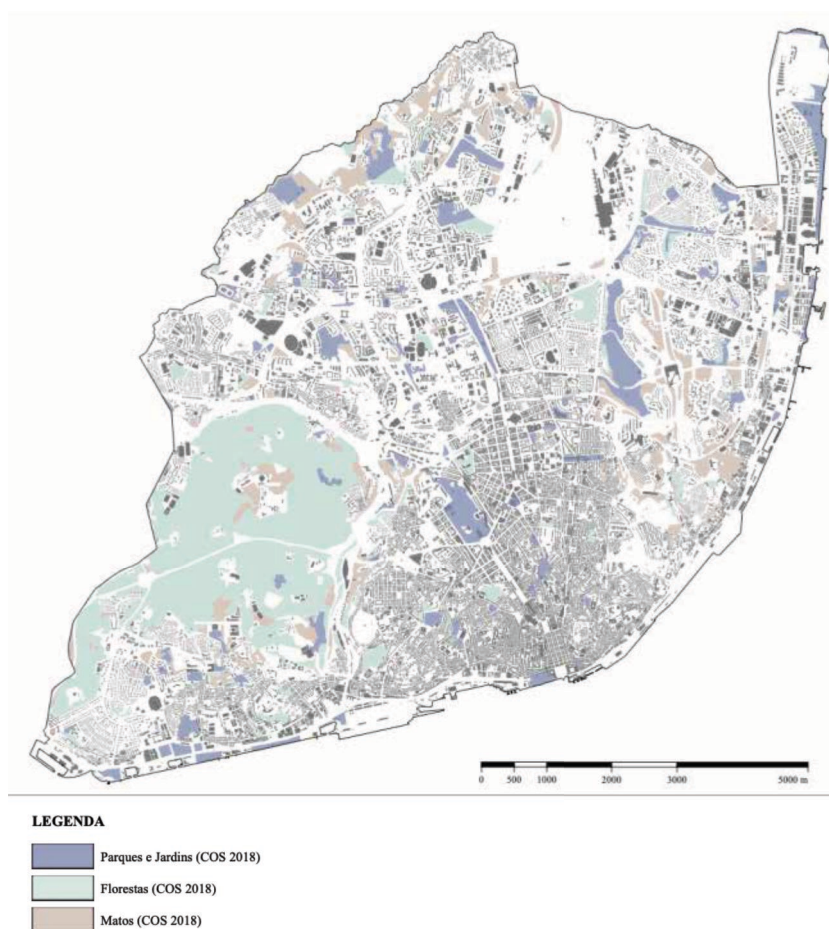 0 500 1000 2000 3000 5000 m
LEGENDA
Parques e Jardins (COS 2018)
Florestas (COS 2018)
Matos (COS 2018)